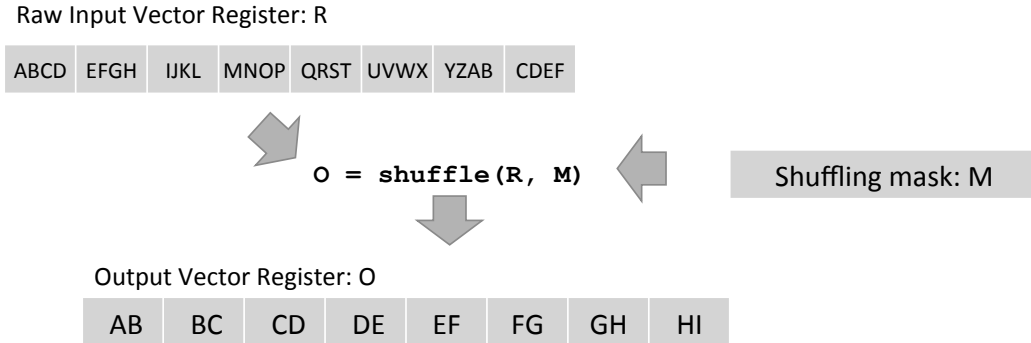 Raw Input Vector Register: R
ABCD EFGH IJKL MNOP QRST UVWX YZAB CDEF
O = shuffle(R, M)
Shuffling mask: M
Output Vector Register: O
AB BC CD DE EF FG GH HI